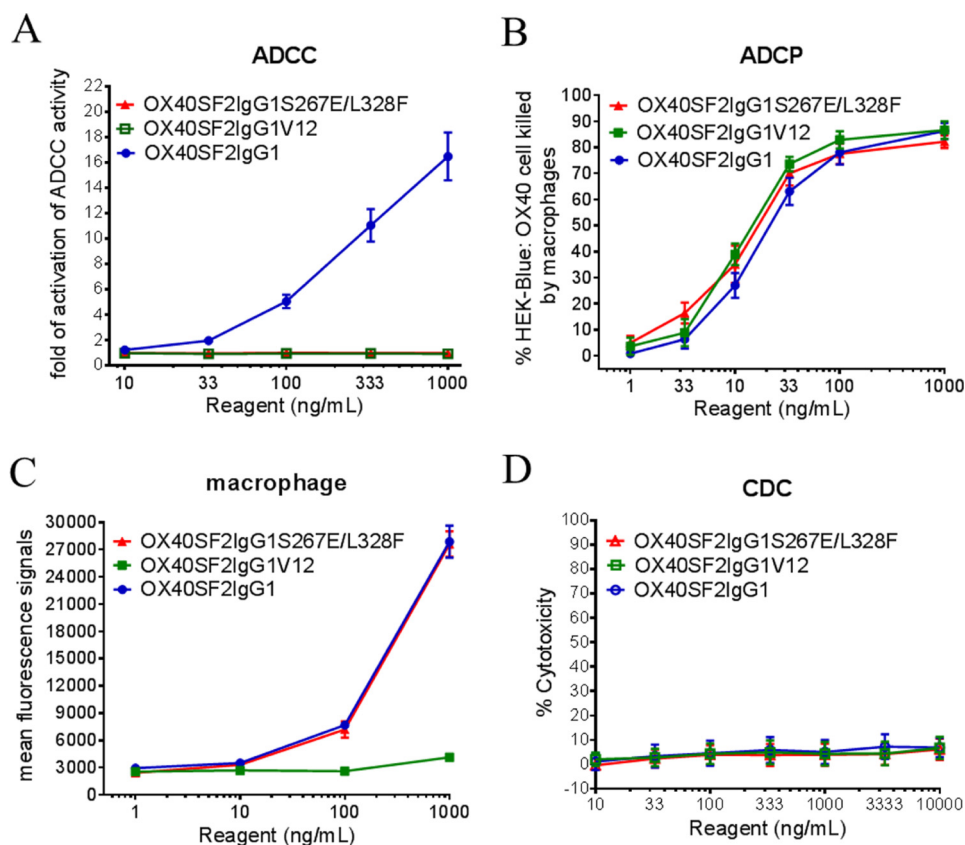 A
ADCC
fold of activation of ADCC activity
22
20
18
16
14
12
10
8
6
4
2
0
OX40SF2IgG1S267E/L328F
OX40SF2IgG1V12
OX40SF2IgG1
10 33 100 333 1000
Reagent (ng/mL)
B
ADCP
% HEK-Blue: OX40 cell killed
by macrophages
100
90
80
70
60
50
40
30
20
10
0
OX40SF2IgG1S267E/L328F
OX40SF2IgG1V12
OX40SF2IgG1
1 33 10 33 100 1000
Reagent (ng/mL)
C
macrophage
mean fluorescence signals
30000
27000
24000
21000
18000
15000
12000
9000
6000
3000
0
OX40SF2IgG1S267E/L328F
OX40SF2IgG1V12
OX40SF2IgG1
1 10 100 1000
Reagent (ng/mL)
D
CDC
% Cytotoxicity
100
90
80
70
60
50
40
30
20
10
0
-10
OX40SF2IgG1S267E/L328F
OX40SF2IgG1V12
OX40SF2IgG1
10 33 100 333 1000 3333 10000
Reagent (ng/mL)